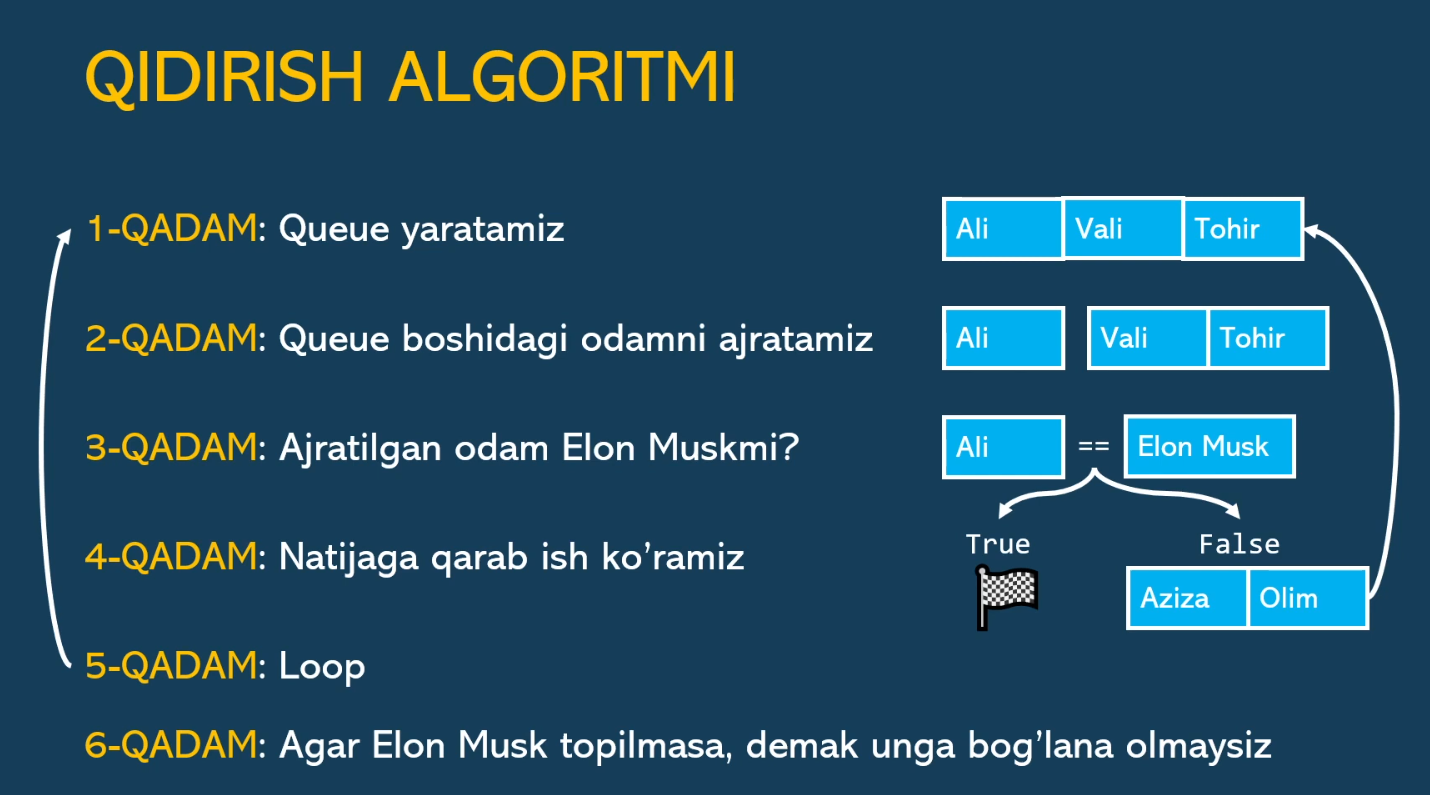 QIDIRISH ALGORITMI
1-QADAM: Queue yaratamiz
Ali Vali Tohir
2-QADAM: Queue boshidagi odamni ajratamiz
Ali Vali Tohir
3-QADAM: Ajratilgan odam Elon Muskmi?
Ali == Elon Musk
True False
4-QADAM: Natijaga qarab ish ko’ramiz
Aziza Olim
5-QADAM: Loop
6-QADAM: Agar Elon Musk topilmasa, demak unga bog’lana olmaysiz